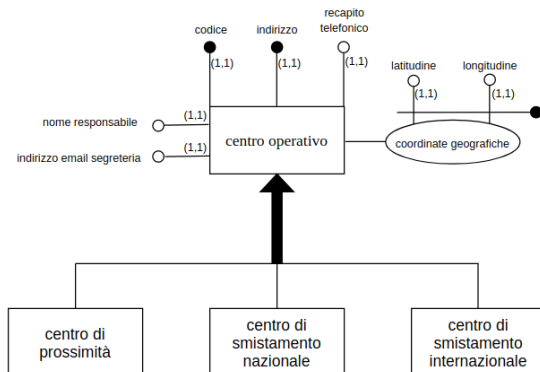 recapito
codice indirizzo telefonico
(1,1) (1,1) (1,1)
latitudine longitudine
(1,1) (1,1)
nome responsabile (1,1)
indirizzo email segreteria (1,1)
centro operativo
coordinate geografiche
centro di
prossimità
centro di
smistamento
nazionale
centro di
smistamento
internazionale